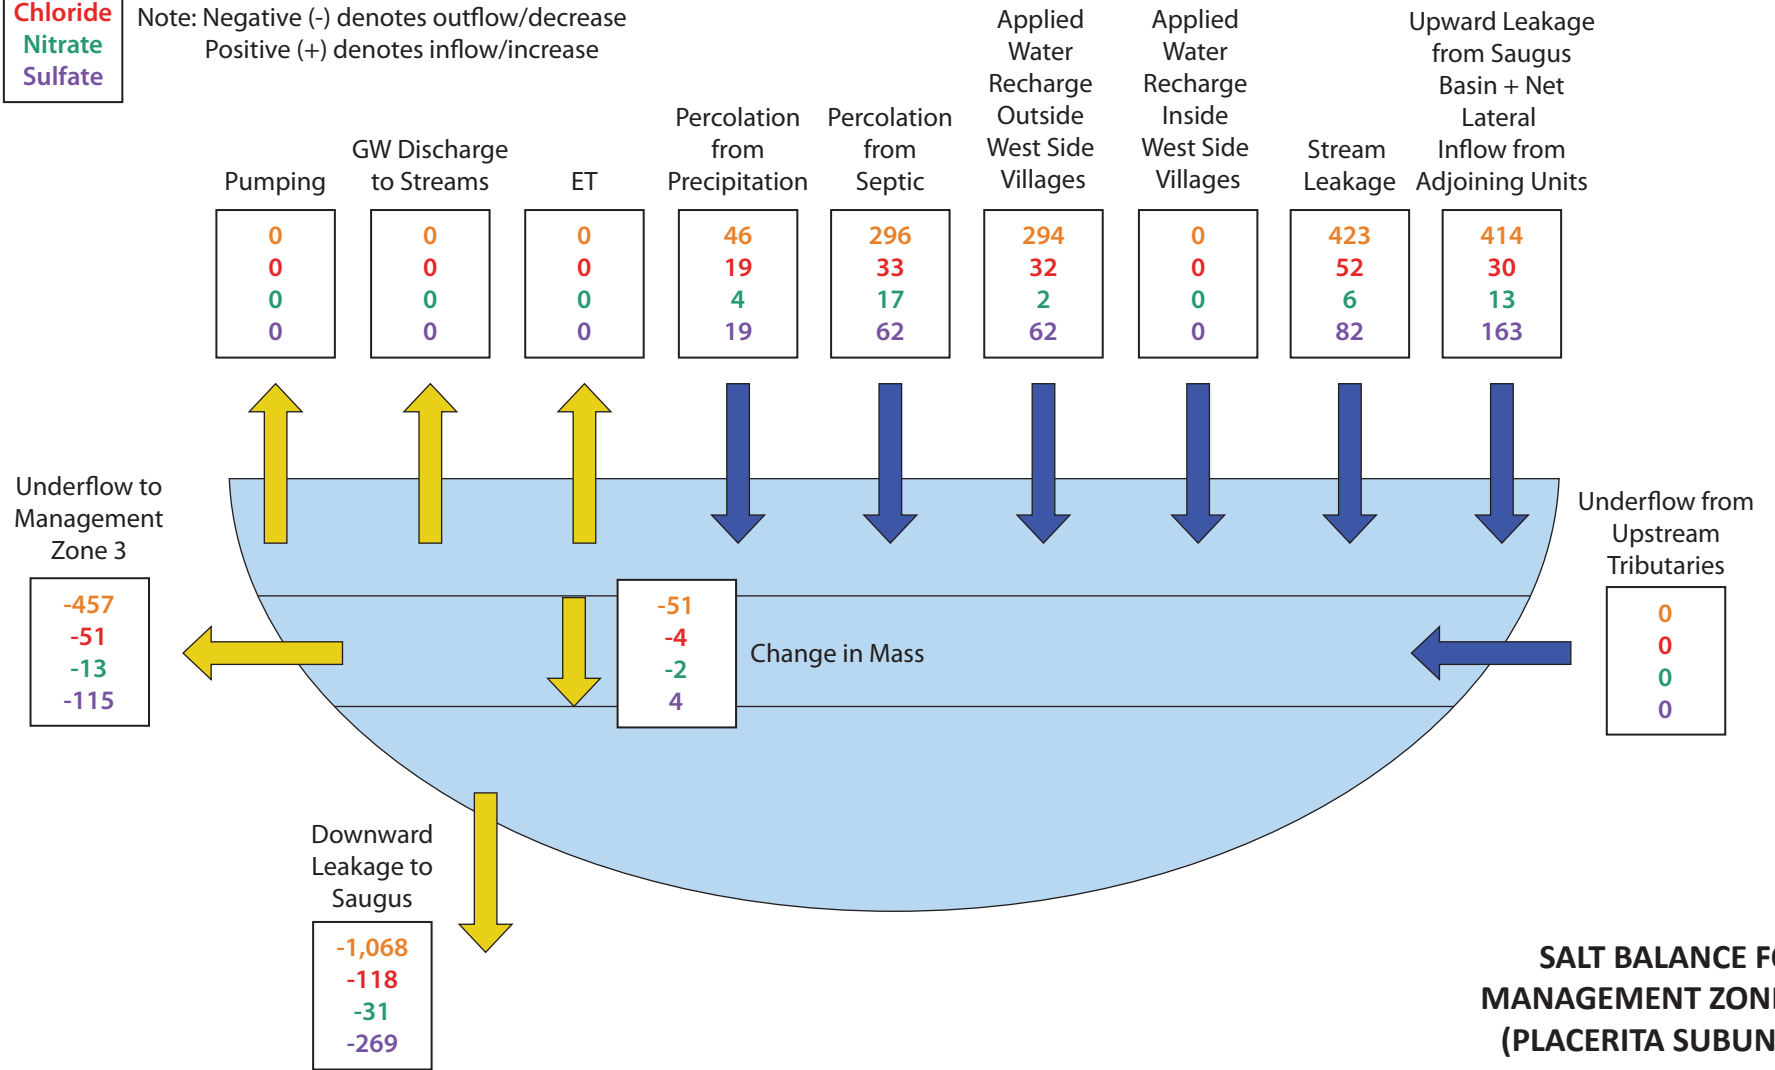 Chloride
Nitrate
Sulfate
Note: Negative (-) denotes outflow/decrease
Positive (+) denotes inflow/increase
Pumping
0
0
0
0
GW Discharge
to Streams
0
0
0
0
ET
0
0
0
0
Percolation
from
Precipitation
46
19
4
19
Percolation
from
Septic
296
33
17
62
Applied
Water
Recharge
Outside
West Side
Villages
294
32
2
62
Applied
Water
Recharge
Inside
West Side
Villages
0
0
0
0
Stream
Leakage
423
52
6
82
Upward Leakage
from Saugus
Basin + Net
Lateral
Inflow from
Adjoining Units
414
30
13
163
Underflow to
Management
Zone 3
-457
-51
-13
-115
-51
-4
-2
4
Change in Mass
Underflow from
Upstream
Tributaries
0
0
0
0
Downward
Leakage to
Saugus
-1,068
-118
-31
-269
SALT BALANCE
MANAGEMENT
(PLACERITA